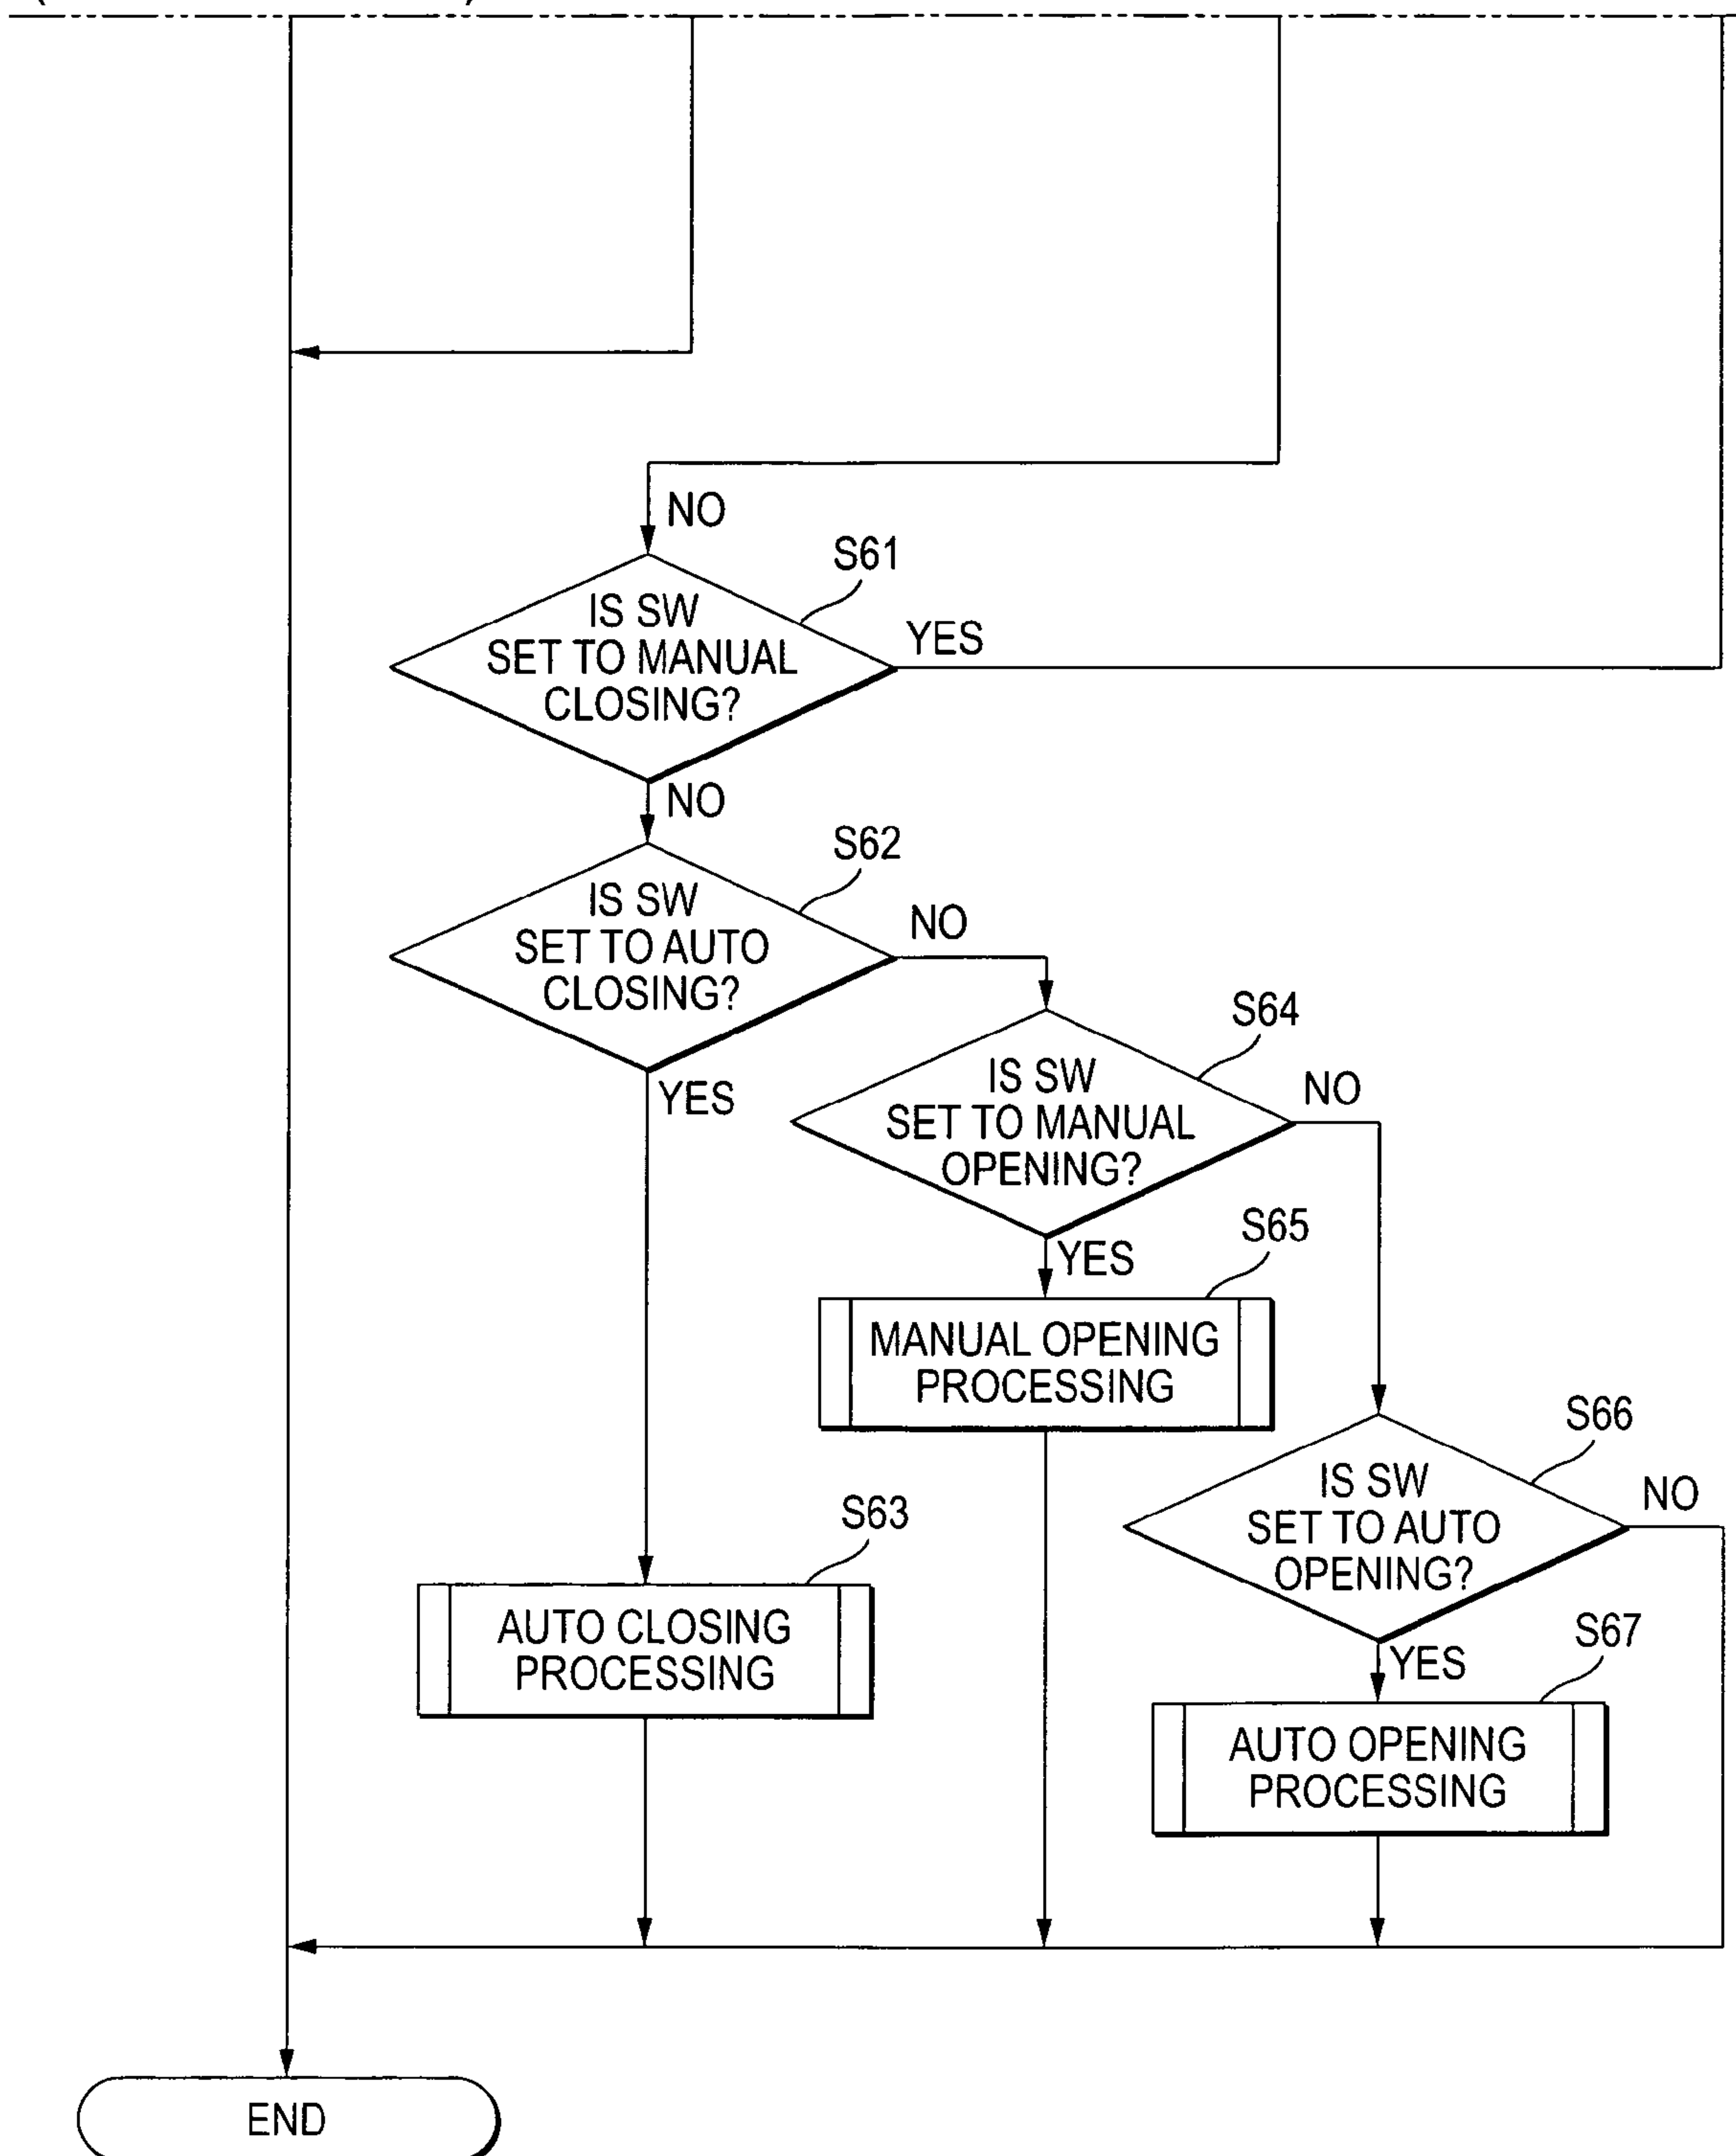 NO
S61
IS SW
SET TO MANUAL
CLOSING?
YES
NO
S62
IS SW
SET TO AUTO
CLOSING?
NO
YES
S64
IS SW
SET TO MANUAL
OPENING?
NO
YES
S65
MANUAL OPENING
PROCESSING
S66
IS SW
SET TO AUTO
OPENING?
NO
YES
S63
AUTO CLOSING
PROCESSING
S67
AUTO OPENING
PROCESSING
END